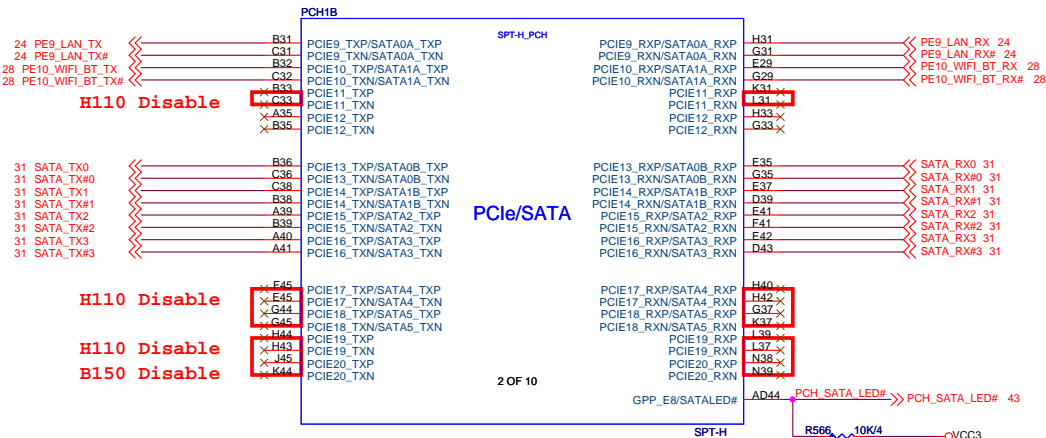 PCH1B
SPT-H_PCH
24 PE9_LAN_TX B31 PCIE9_TXP/SATA0A_TXP PCIE9_RXP/SATA0A_RXP H31 PE9_LAN_RX 24
24 PE9_LAN_TX# C31 PCIE9_TXN/SATA0A_TXN PCIE9_RXN/SATA0A_RXN G31 PE9_LAN_RX# 24
28 PE10_WIFI_BT_TX B32 PCIE10_TXP/SATA1A_TXP PCIE10_RXP/SATA1A_RXP E29 PE10_WIFI_BT_RX 28
28 PE10_WIFI_BT_TX# C32 PCIE10_TXN/SATA1A_TXN PCIE10_RXN/SATA1A_RXN G29 PE10_WIFI_BT_RX# 28
B33 PCIE11_TXP PCIE11_RXP K31
H110 Disable C33 PCIE11_TXN PCIE11_RXN L31
A35 PCIE12_TXP PCIE12_RXP H33
B35 PCIE12_TXN PCIE12_RXN G33
31 SATA_TX0 B36 PCIE13_TXP/SATA0B_TXP PCIE13_RXP/SATA0B_RXP E35 SATA_RX0 31
31 SATA_TX#0 C36 PCIE13_TXN/SATA0B_TXN PCIE13_RXN/SATA0B_RXN G35 SATA_RX#0 31
31 SATA_TX1 C38 PCIE14_TXP/SATA1B_TXP PCIE14_RXP/SATA1B_RXP E37 SATA_RX1 31
31 SATA_TX#1 B38 PCIE14_TXN/SATA1B_TXN PCIE14_RXN/SATA1B_RXN D39 SATA_RX#1 31
31 SATA_TX2 A39 PCIE15_TXP/SATA2_TXP PCIE15_RXP/SATA2_RXP E41 SATA_RX2 31
31 SATA_TX#2 B39 PCIE15_TXN/SATA2_TXN PCIE15_RXN/SATA2_RXN F41 SATA_RX#2 31
31 SATA_TX3 A40 PCIE16_TXP/SATA3_TXP PCIE16_RXP/SATA3_RXP E42 SATA_RX3 31
31 SATA_TX#3 A41 PCIE16_TXN/SATA3_TXN PCIE16_RXN/SATA3_RXN D43 SATA_RX#3 31
PCIe/SATA
PCIE17_TXP/SATA4_TXP PCIE17_RXP/SATA4_RXP H40
H110 Disable E45 PCIE17_TXN/SATA4_TXN PCIE17_RXN/SATA4_RXN H42
G44 PCIE18_TXP/SATA5_TXP PCIE18_RXP/SATA5_RXP G37
G45 PCIE18_TXN/SATA5_TXN PCIE18_RXN/SATA5_RXN K37
H44 PCIE19_TXP PCIE19_RXP L39
H110 Disable H43 PCIE19_TXN PCIE19_RXN L37
J45 PCIE20_TXP PCIE20_RXP N38
B150 Disable K44 PCIE20_TXN PCIE20_RXN N39
2 OF 10
GPP_E8/SATALED# AD44 PCH_SATA_LED# PCH_SATA_LED# 43
SPT-H
R566 10K/4 VCC3